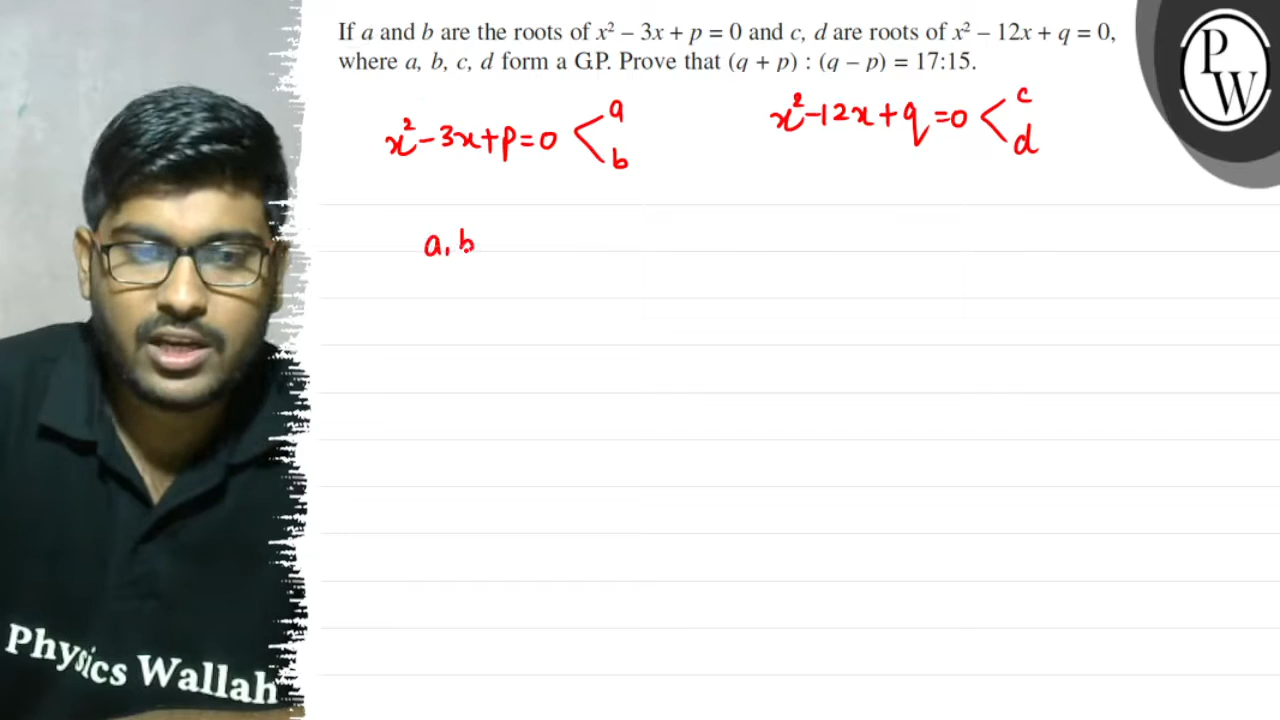 If a and b are the roots of x² – 3x + p = 0 and c, d are roots of x² – 12x + q = 0,
where a, b, c, d form a G.P. Prove that (q + p) : (q – p) = 17:15.
x²-3x+p=0 < a b
x²-12x+q=0 < c d
a, b
P
W
Physics Wallah